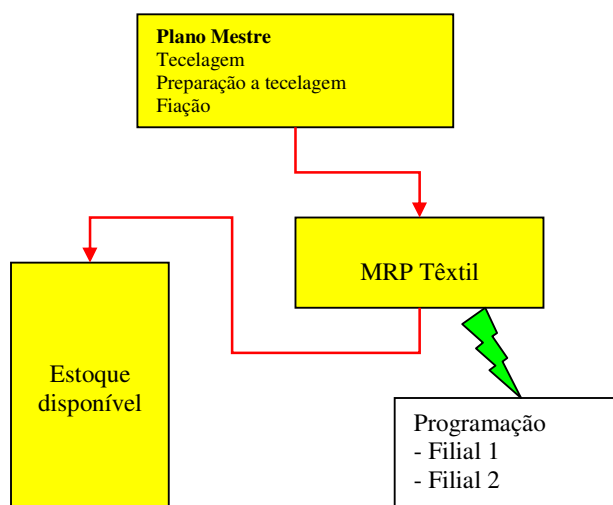 Plano Mestre
Tecelagem
Preparação a tecelagem
Fiação
MRP Têxtil
Estoque
disponível
Programação
- Filial 1
- Filial 2